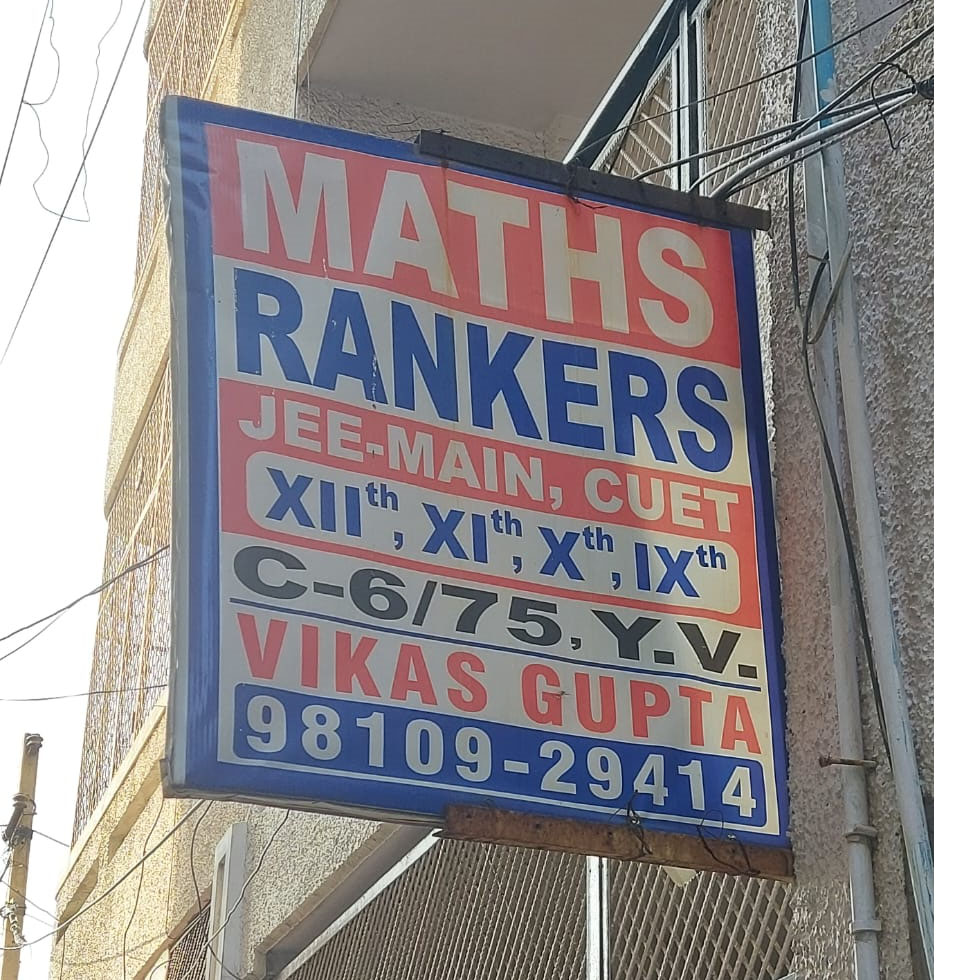 MATHS
RANKERS
JEE-MAIN, CUET
XIIth, XIth, Xth, IXth
C-6/75, Y.V.
VIKAS GUPTA
98109-29414